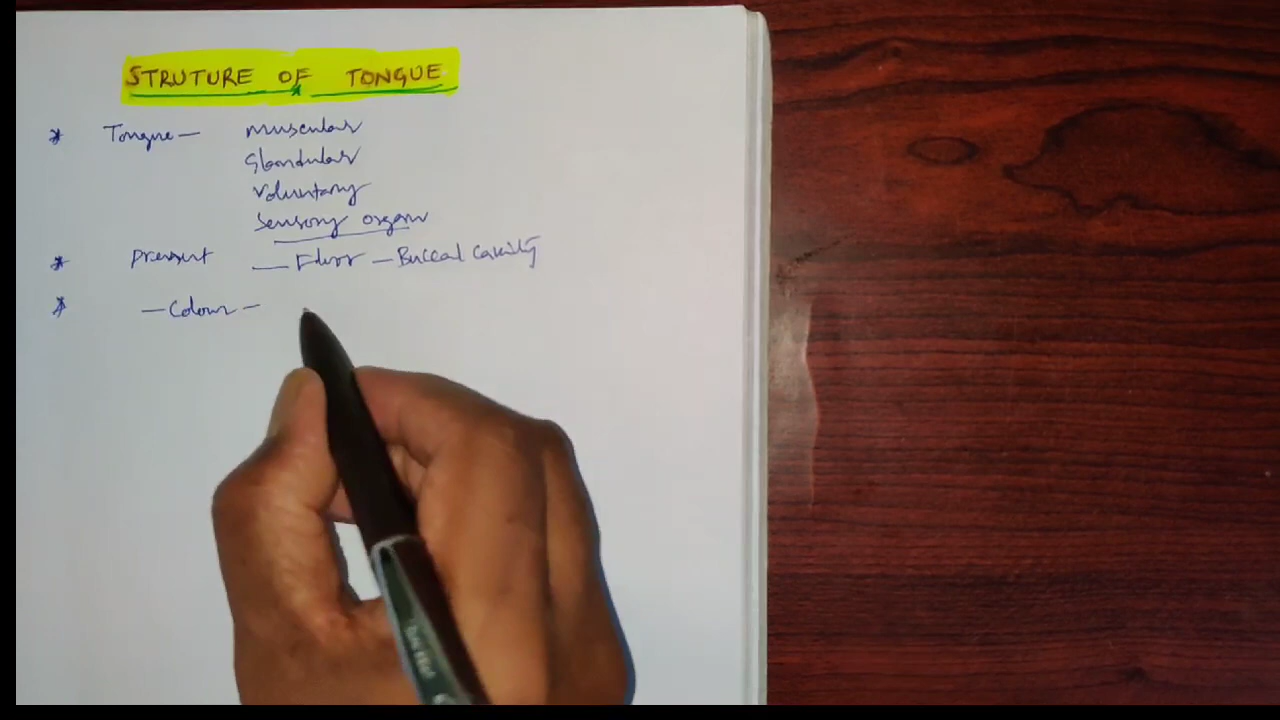 STRUTURE OF TONGUE
* Tongue — muscular
Glandular
Voluntary
Sensory organ
* Present — Floor — Buccal Cavity
* — Colour —